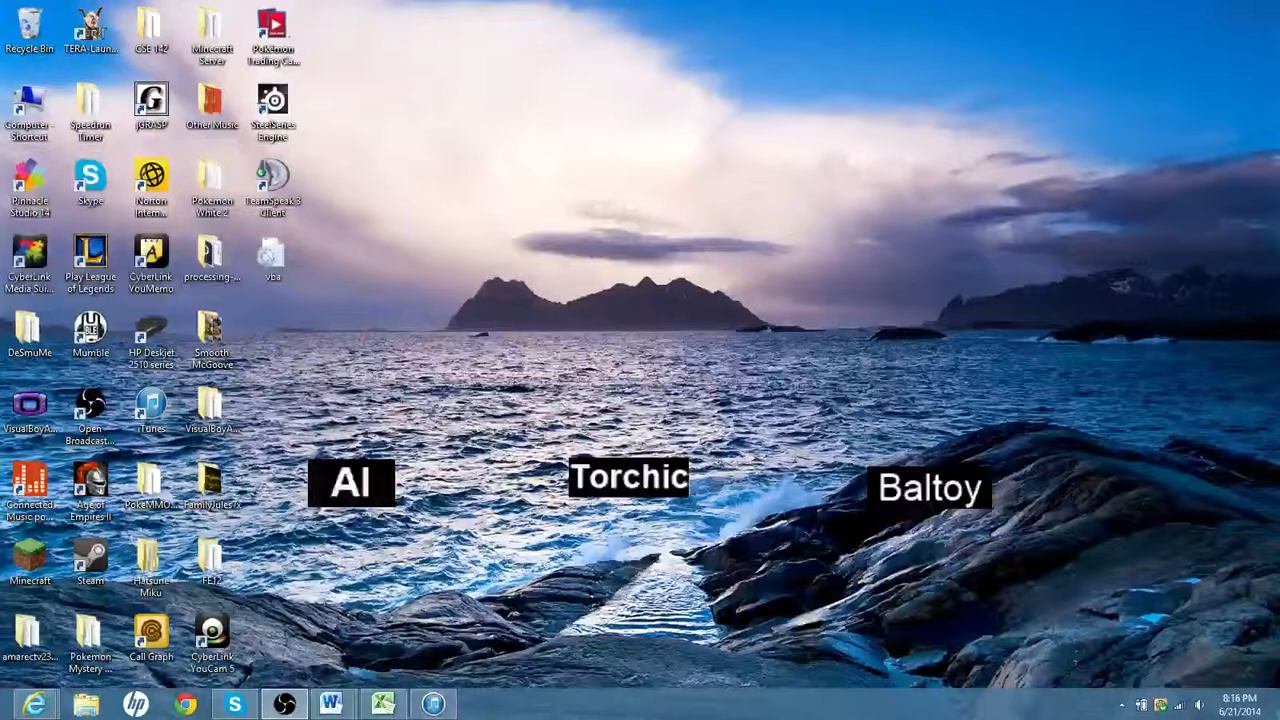 Recycle Bin
TERA-Laun...
CSE 142
Minecraft
Server
Pokémon
Trading Ca...
Computer -
Shortcut
Speedrun
Timer
jGRASP
Other Music
SteelSeries
Engine
Pinnacle
Studio 14
Skype
Norton
Intern...
Pokemon
White 2
TeamSpeak 3
Client
CyberLink
Media Sui...
Play League
of Legends
CyberLink
YouMemo
processing-...
vba
DeSmuMe
Mumble
HP Deskjet
2510 series
Smooth
McGroove
VisualBoyA...
Open
Broadcast...
iTunes
VisualBoyA...
Connected
Music po...
Age of
Empires II
PokeMMO...
FamilyJules7x
Minecraft
Steam
Hatsune
Miku
FE12
amarectv23...
Pokemon
Mystery ...
Call Graph
CyberLink
YouCam 5
Al
Torchic
Baltoy
8:16 PM
6/21/2014